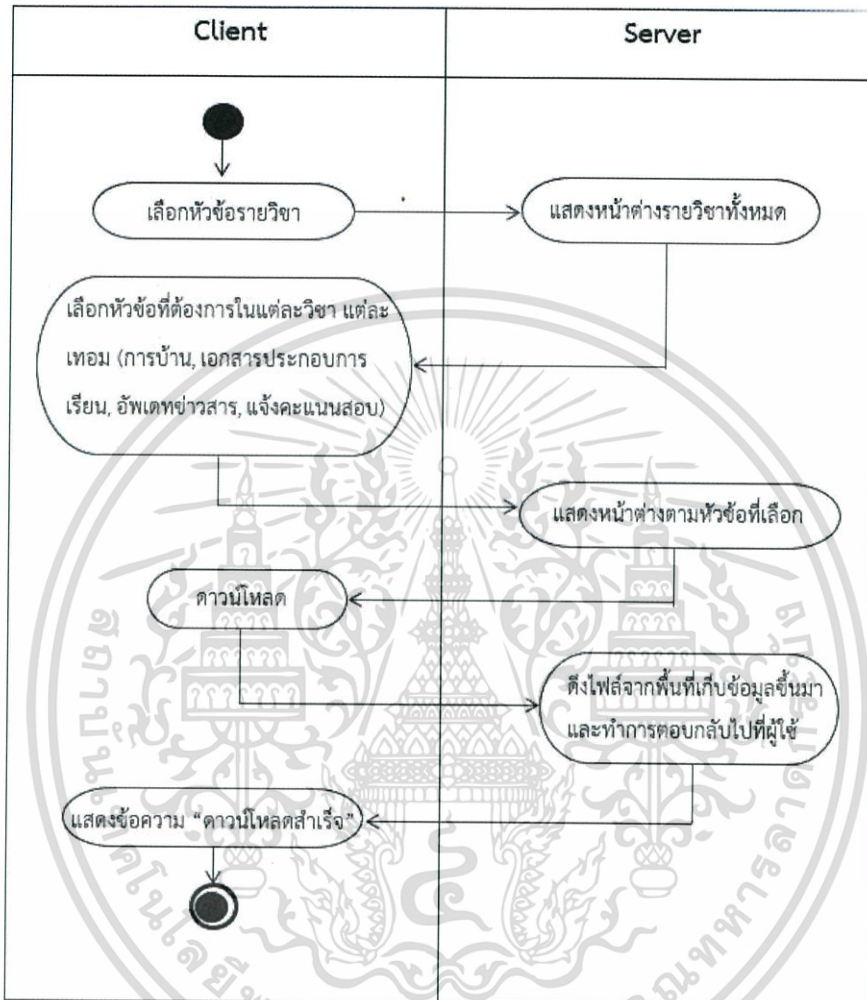 Client
Server
เลือกหัวข้อรายวิขา
แสดงหน้าต่างรายวิชาทั้งหมด
เลือกหัวข้อที่ต้องการในแต่ละวิชา แต่ละ
เทอม (การบ้าน, เอกสารประกอบการ
เรียน, อัพเดทข่าวสาร, แจ้งคะแนนสอบ)
แสดงหน้าต่างตามหัวข้อที่เลือก
ดาวน์โหลด
ดึงไฟล์จากพื้นที่เก็บข้อมูลขึ้นมา
และทำการตอบกลับไปที่ผู้ใช้
แสดงข้อความ “ดาวน์โหลดสำเร็จ”